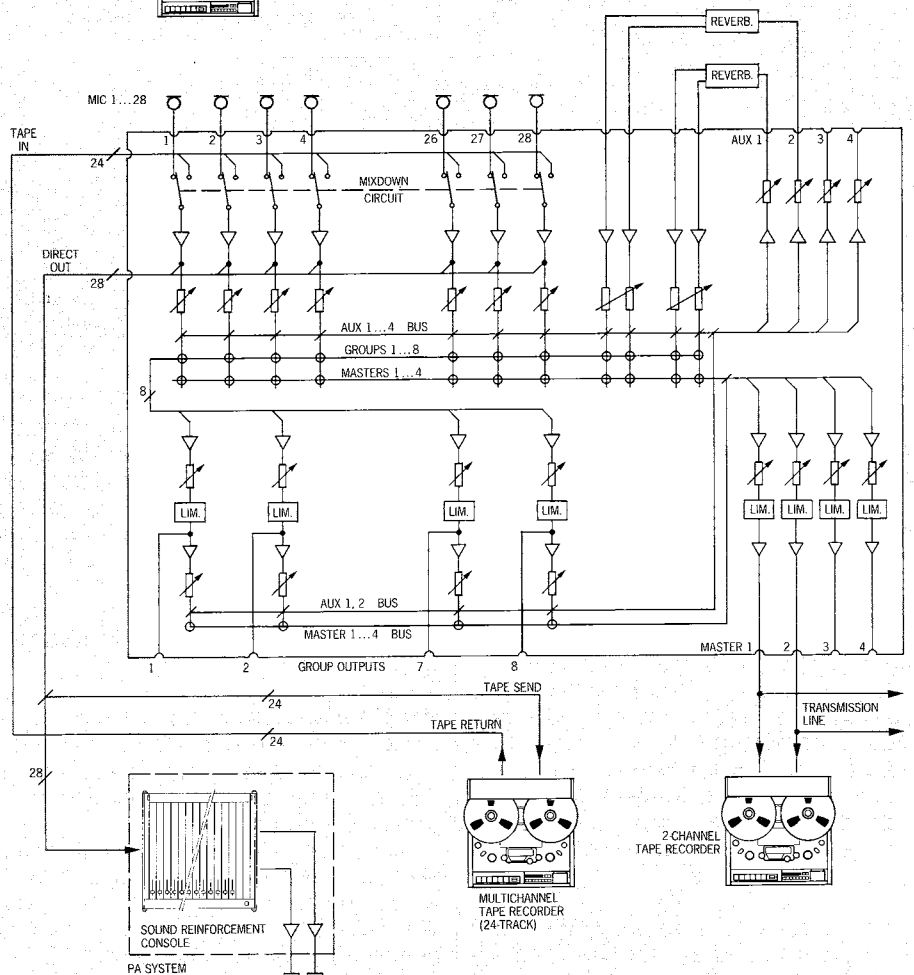 REVERB.
REVERB.
MIC 1...28
TAPE
IN
24
1
2
3
4
26
27
28
AUX 1
2
3
4
MIXDOWN
CIRCUIT
DIRECT
OUT
28
AUX 1...4 BUS
GROUPS 1...8
MASTERS 1...4
8
LIM.
LIM.
LIM.
LIM.
LIM.
LIM.
LIM.
LIM.
AUX 1, 2 BUS
MASTER 1...4 BUS
1
2
GROUP OUTPUTS
7
8
MASTER 1
2
3
4
TAPE SEND
24
TAPE RETURN
24
TRANSMISSION
LINE
28
2-CHANNEL
TAPE RECORDER
MULTICHANNEL
TAPE RECORDER
(24-TRACK)
SOUND REINFORCEMENT
CONSOLE
PA SYSTEM